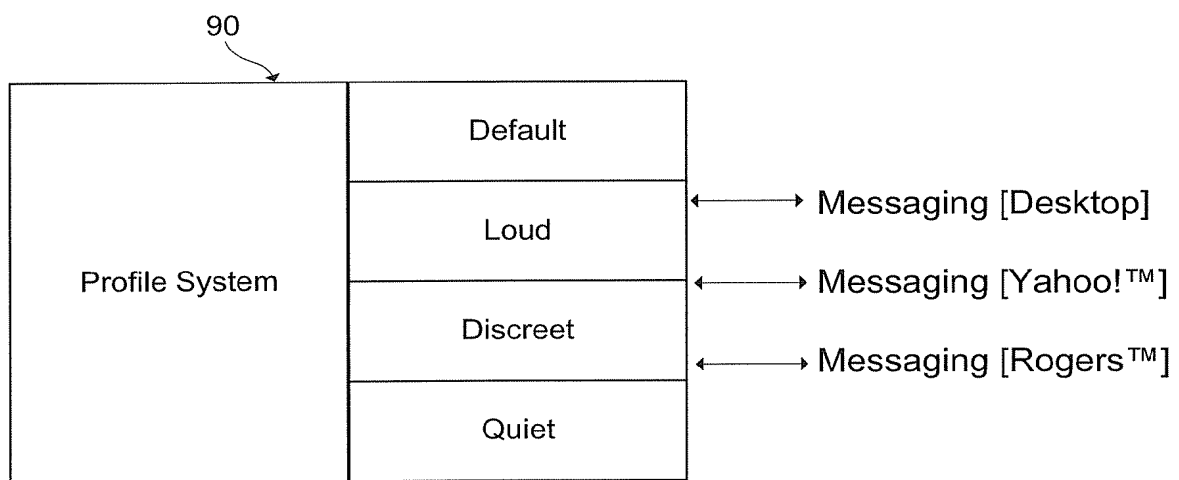 90
Default
Messaging [Desktop]
Loud
Profile System
Messaging [Yahoo!™]
Discreet
Messaging [Rogers™]
Quiet